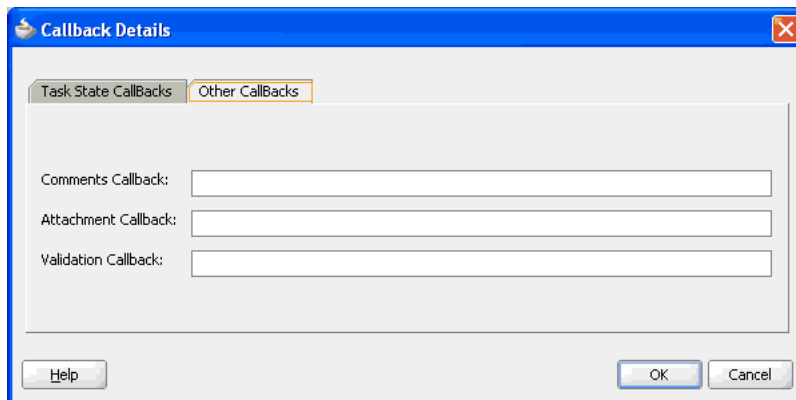 Callback Details
Task State CallBacks Other CallBacks
Comments Callback:
Attachment Callback:
Validation Callback:
Help OK Cancel